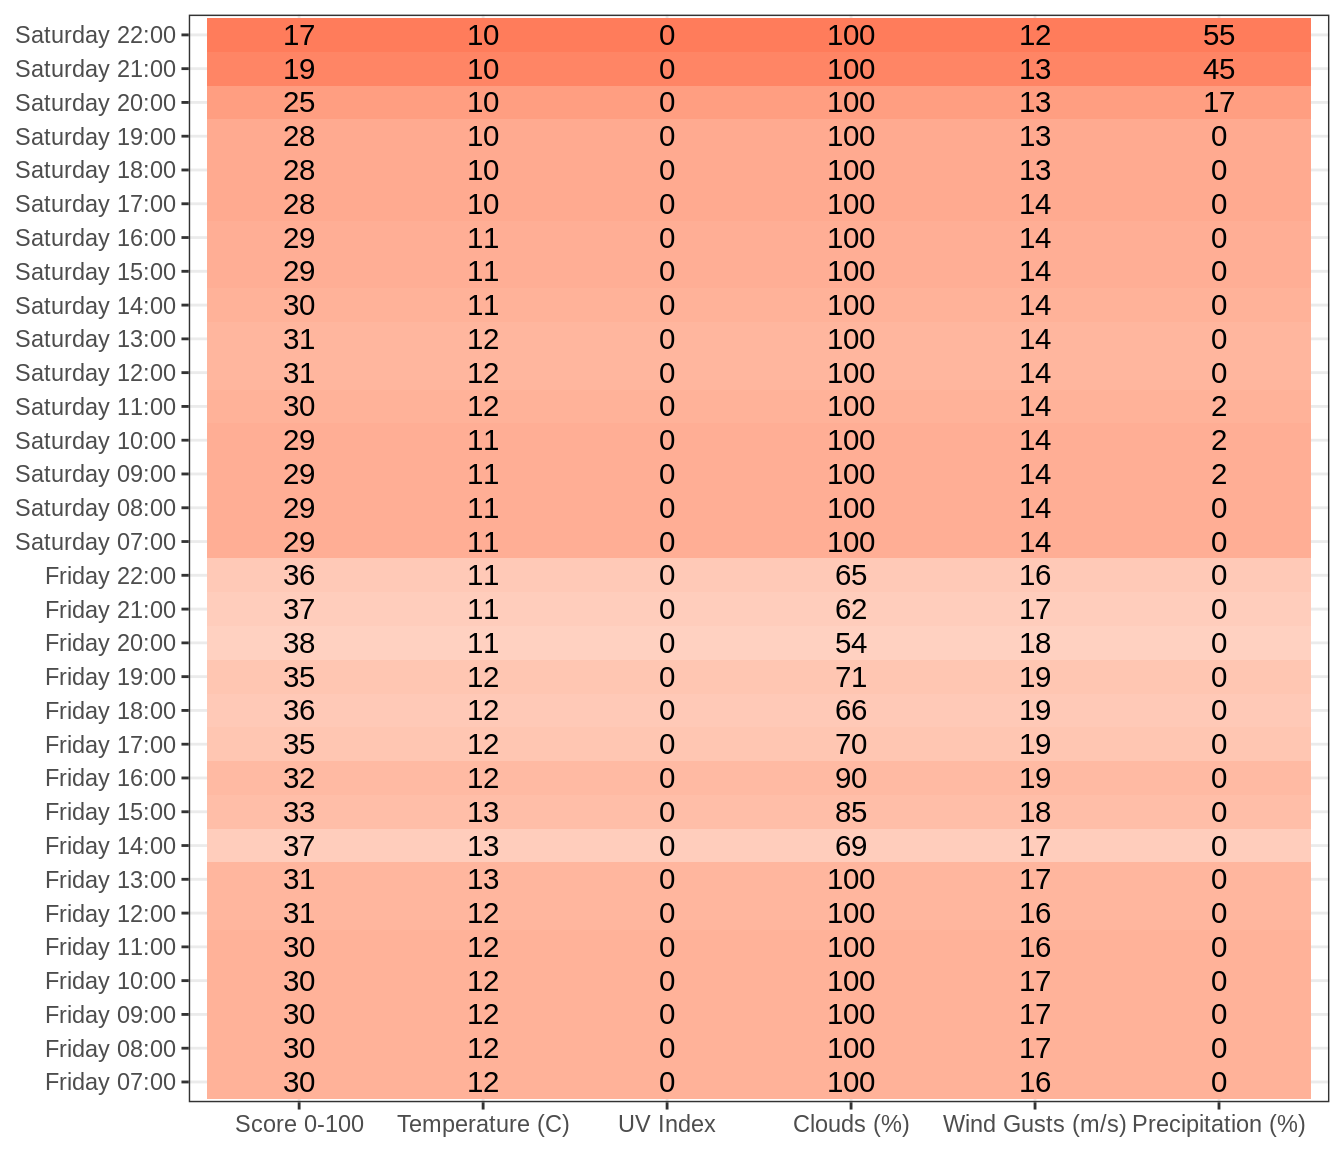 Saturday 22:00 17 10 0 100 12 55
Saturday 21:00 19 10 0 100 13 45
Saturday 20:00 25 10 0 100 13 17
Saturday 19:00 28 10 0 100 13 0
Saturday 18:00 28 10 0 100 13 0
Saturday 17:00 28 10 0 100 14 0
Saturday 16:00 29 11 0 100 14 0
Saturday 15:00 29 11 0 100 14 0
Saturday 14:00 30 11 0 100 14 0
Saturday 13:00 31 12 0 100 14 0
Saturday 12:00 31 12 0 100 14 0
Saturday 11:00 30 12 0 100 14 2
Saturday 10:00 29 11 0 100 14 2
Saturday 09:00 29 11 0 100 14 2
Saturday 08:00 29 11 0 100 14 0
Saturday 07:00 29 11 0 100 14 0
Friday 22:00 36 11 0 65 16 0
Friday 21:00 37 11 0 62 17 0
Friday 20:00 38 11 0 54 18 0
Friday 19:00 35 12 0 71 19 0
Friday 18:00 36 12 0 66 19 0
Friday 17:00 35 12 0 70 19 0
Friday 16:00 32 12 0 90 19 0
Friday 15:00 33 13 0 85 18 0
Friday 14:00 37 13 0 69 17 0
Friday 13:00 31 13 0 100 17 0
Friday 12:00 31 12 0 100 16 0
Friday 11:00 30 12 0 100 16 0
Friday 10:00 30 12 0 100 17 0
Friday 09:00 30 12 0 100 17 0
Friday 08:00 30 12 0 100 17 0
Friday 07:00 30 12 0 100 16 0
Score 0-100 Temperature (C) UV Index Clouds (%) Wind Gusts (m/s) Precipitation (%)